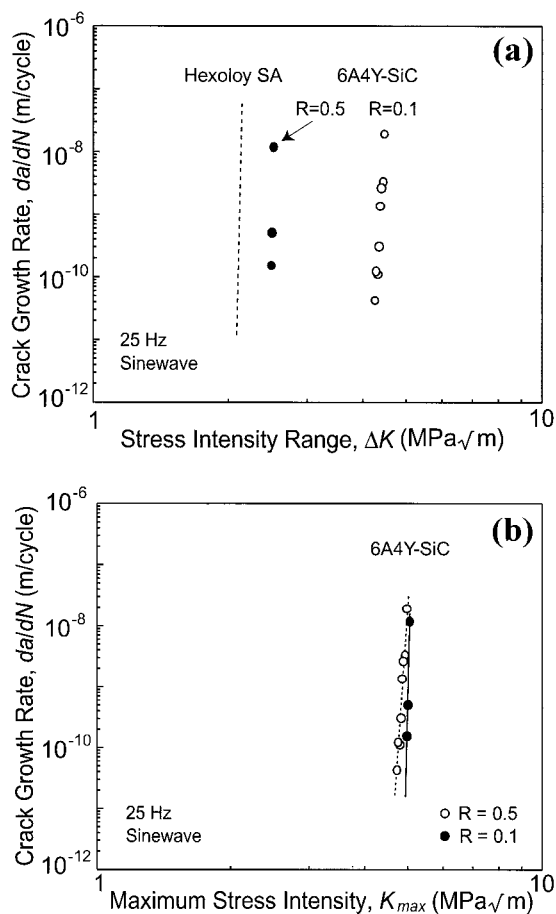 (a)
Hexoloy SA 6A4Y-SiC
R=0.5 R=0.1
10-6
10-8
10-10
10-12
Crack Growth Rate, da/dN (m/cycle)
25 Hz
Sinewave
1 10
Stress Intensity Range, ΔK (MPa√m)
(b)
6A4Y-SiC
10-6
10-8
10-10
10-12
Crack Growth Rate, da/dN (m/cycle)
25 Hz
Sinewave
R = 0.5
R = 0.1
1 10
Maximum Stress Intensity, Kmax (MPa√m)